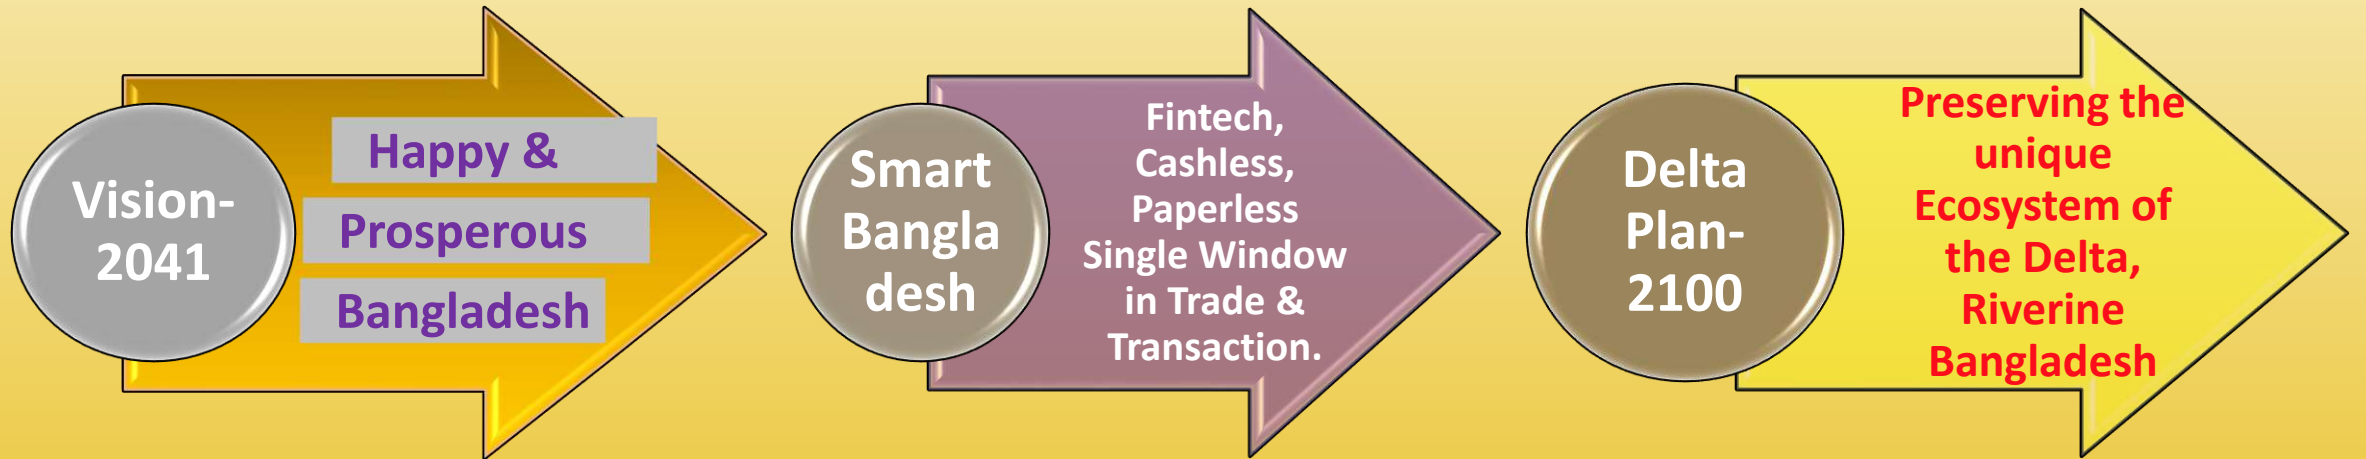 Vision-
2041
Happy &
Prosperous
Bangladesh
Smart
Bangla
desh
Fintech,
Cashless,
Paperless
Single Window
in Trade &
Transaction.
Delta
Plan-
2100
Preserving the
unique
Ecosystem of
the Delta,
Riverine
Bangladesh